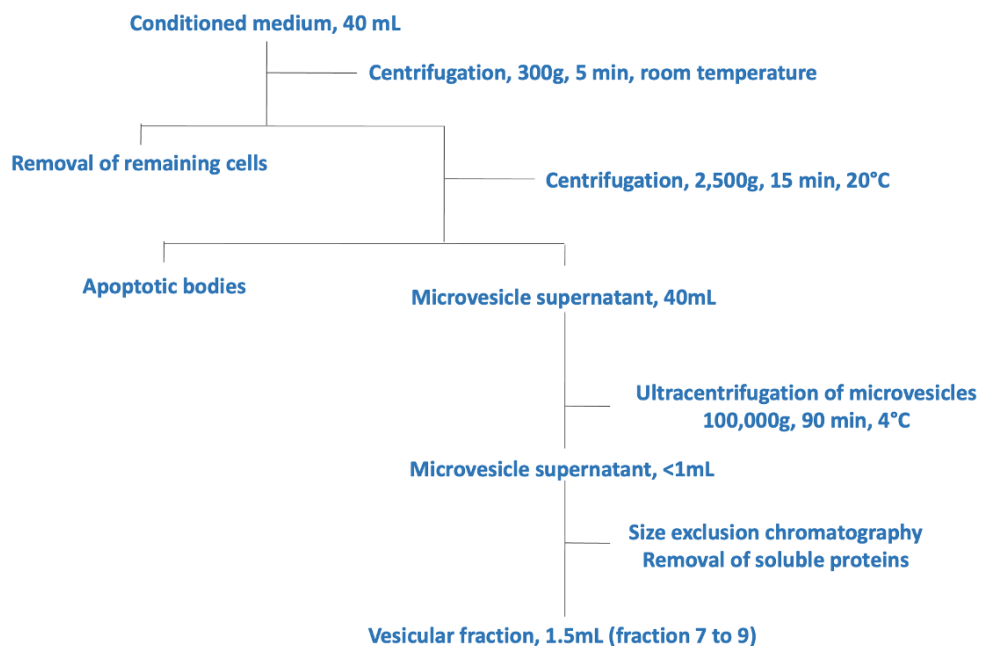 Conditioned medium, 40 mL
Centrifugation, 300g, 5 min, room temperature
Removal of remaining cells
Centrifugation, 2,500g, 15 min, 20°C
Apoptotic bodies
Microvesicle supernatant, 40mL
Ultracentrifugation of microvesicles
100,000g, 90 min, 4°C
Microvesicle supernatant, <1mL
Size exclusion chromatography
Removal of soluble proteins
Vesicular fraction, 1.5mL (fraction 7 to 9)